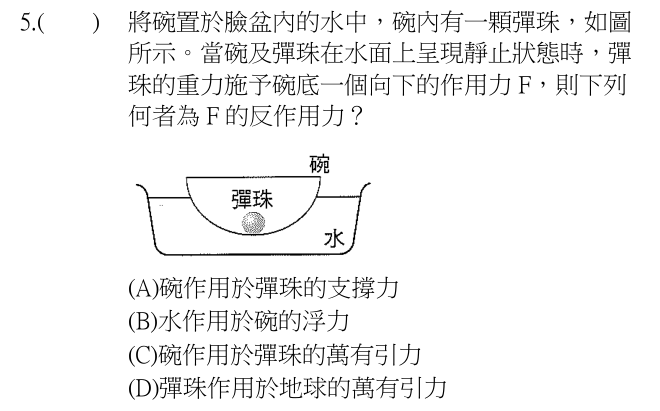 5.(　　) 將碗置於臉盆內的水中，碗內有一顆彈珠，如圖
所示。當碗及彈珠在水面上呈現靜止狀態時，彈
珠的重力施予碗底一個向下的作用力 F，則下列
何者為 F 的反作用力？
碗
彈珠
水
(A)碗作用於彈珠的支撐力
(B)水作用於碗的浮力
(C)碗作用於彈珠的萬有引力
(D)彈珠作用於地球的萬有引力